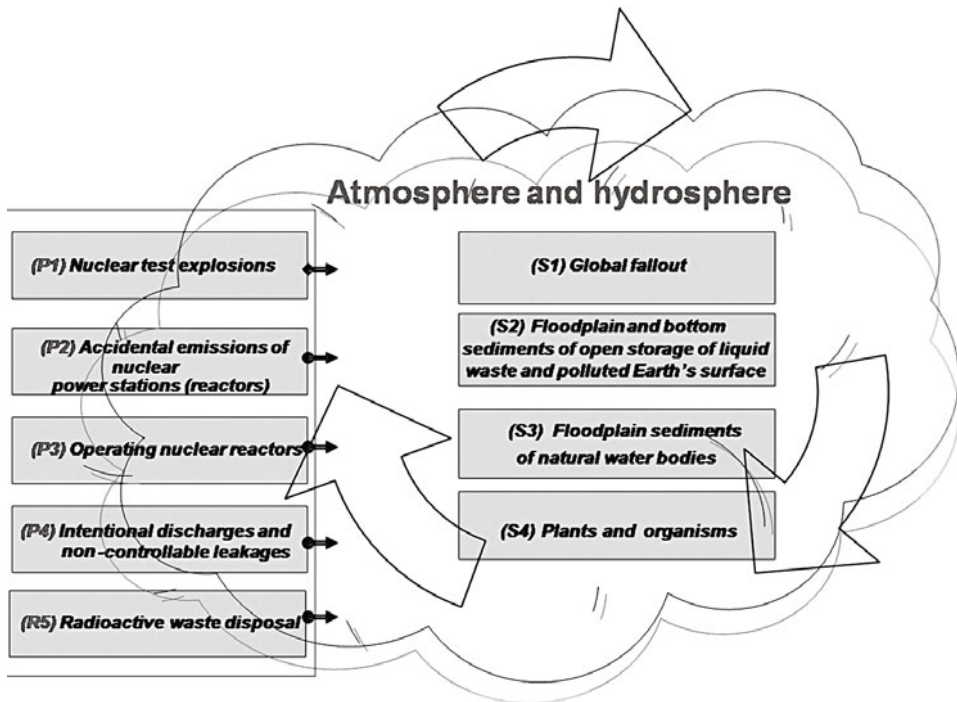 Atmosphere and hydrosphere
(P1) Nuclear test explosions
(P2) Accidental emissions of
nuclear
power stations (reactors)
(P3) Operating nuclear reactors
(P4) Intentional discharges and
non-controllable leakages
(R5) Radioactive waste disposal
(S1) Global fallout
(S2) Floodplain and bottom
sediments of open storage of liquid
waste and polluted Earth's surface
(S3) Floodplain sediments
of natural water bodies
(S4) Plants and organisms